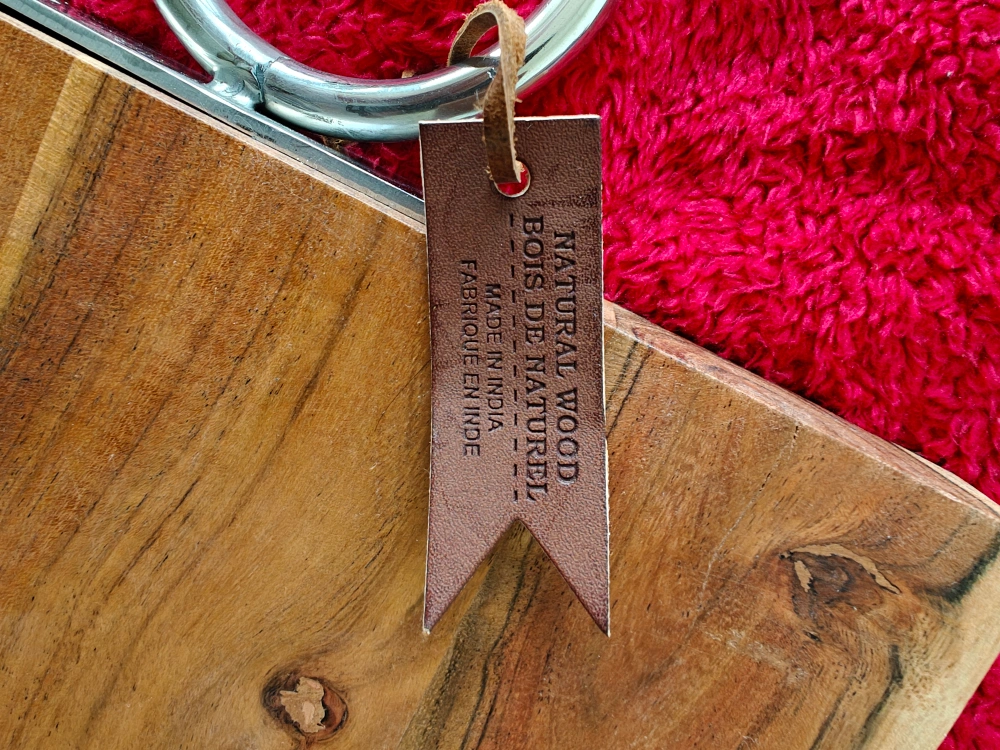 NATURAL WOOD
BOIS DE NATUREL
MADE IN INDIA
FABRIQUE EN INDE